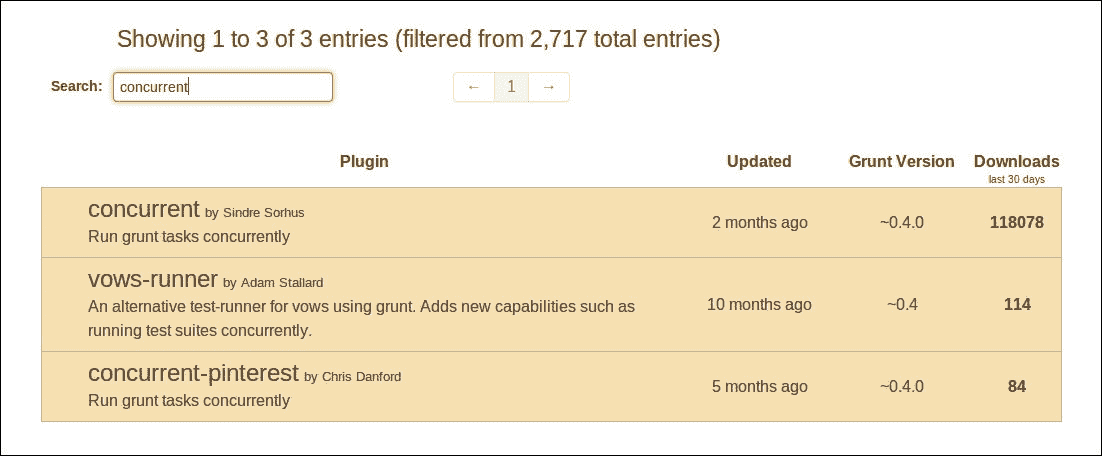 Showing 1 to 3 of 3 entries (filtered from 2,717 total entries)
Search: concurrent ← 1 →
Plugin Updated Grunt Version Downloads
last 30 days
concurrent by Sindre Sorhus
Run grunt tasks concurrently
2 months ago ~0.4.0 118078
vows-runner by Adam Stallard
An alternative test-runner for vows using grunt. Adds new capabilities such as
running test suites concurrently.
10 months ago ~0.4 114
concurrent-pinterest by Chris Danford
Run grunt tasks concurrently
5 months ago ~0.4.0 84